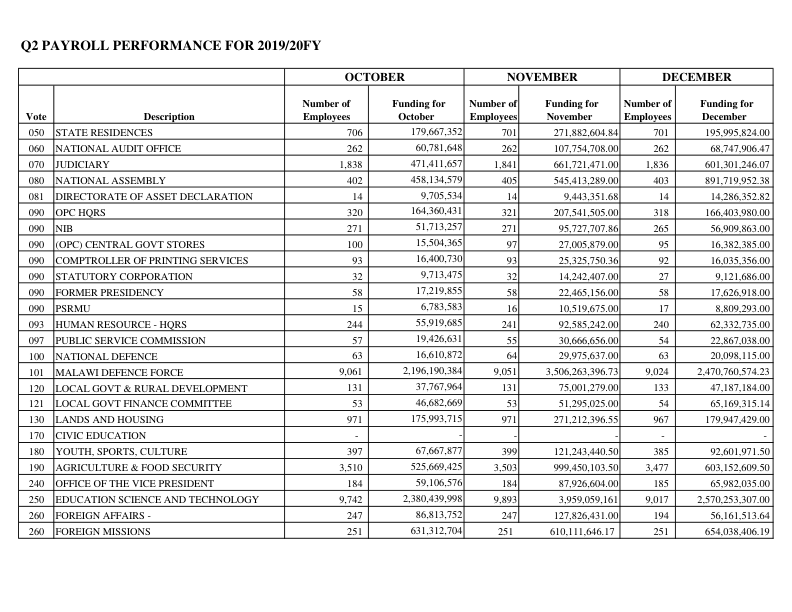 Q2 PAYROLL PERFORMANCE FOR 2019/20FY
OCTOBER NOVEMBER DECEMBER
Vote Description Number of Employees Funding for October Number of Employees Funding for November Number of Employees Funding for December
050 STATE RESIDENCES 706 179,667,352 701 271,882,604.84 701 195,995,824.00
060 NATIONAL AUDIT OFFICE 262 60,781,648 262 107,754,708.00 262 68,747,906.47
070 JUDICIARY 1,838 471,411,657 1,841 661,721,471.00 1,836 601,301,246.07
080 NATIONAL ASSEMBLY 402 458,134,579 405 545,413,289.00 403 891,719,952.38
081 DIRECTORATE OF ASSET DECLARATION 14 9,705,534 14 9,443,351.68 14 14,286,352.82
090 OPC HQRS 320 164,360,431 321 207,541,505.00 318 166,403,980.00
090 NIB 271 51,713,257 271 95,727,707.86 265 56,909,863.00
090 (OPC) CENTRAL GOVT STORES 100 15,504,365 97 27,005,879.00 95 16,382,385.00
090 COMPTROLLER OF PRINTING SERVICES 93 16,400,730 93 25,325,750.36 92 16,035,356.00
090 STATUTORY CORPORATION 32 9,713,475 32 14,242,407.00 27 9,121,686.00
090 FORMER PRESIDENCY 58 17,219,855 58 22,465,156.00 58 17,626,918.00
090 PSRMU 15 6,783,583 16 10,519,675.00 17 8,809,293.00
093 HUMAN RESOURCE - HQRS 244 55,919,685 241 92,585,242.00 240 62,332,735.00
097 PUBLIC SERVICE COMMISSION 57 19,426,631 55 30,666,656.00 54 22,867,038.00
100 NATIONAL DEFENCE 63 16,610,872 64 29,975,637.00 63 20,098,115.00
101 MALAWI DEFENCE FORCE 9,061 2,196,190,384 9,051 3,506,263,396.73 9,024 2,470,760,574.23
120 LOCAL GOVT & RURAL DEVELOPMENT 131 37,767,964 131 75,001,279.00 133 47,187,184.00
121 LOCAL GOVT FINANCE COMMITTEE 53 46,682,669 53 51,295,025.00 54 65,169,315.14
130 LANDS AND HOUSING 971 175,993,715 971 271,212,396.55 967 179,947,429.00
170 CIVIC EDUCATION - - - - - -
180 YOUTH, SPORTS, CULTURE 397 67,667,877 399 121,243,440.50 385 92,601,971.50
190 AGRICULTURE & FOOD SECURITY 3,510 525,669,425 3,503 999,450,103.50 3,477 603,152,609.50
240 OFFICE OF THE VICE PRESIDENT 184 59,106,576 184 87,926,604.00 185 65,982,035.00
250 EDUCATION SCIENCE AND TECHNOLOGY 9,742 2,380,439,998 9,893 3,959,059,161 9,017 2,570,253,307.00
260 FOREIGN AFFAIRS - 247 86,813,752 247 127,826,431.00 194 56,161,513.64
260 FOREIGN MISSIONS 251 631,312,704 251 610,111,646.17 251 654,038,406.19